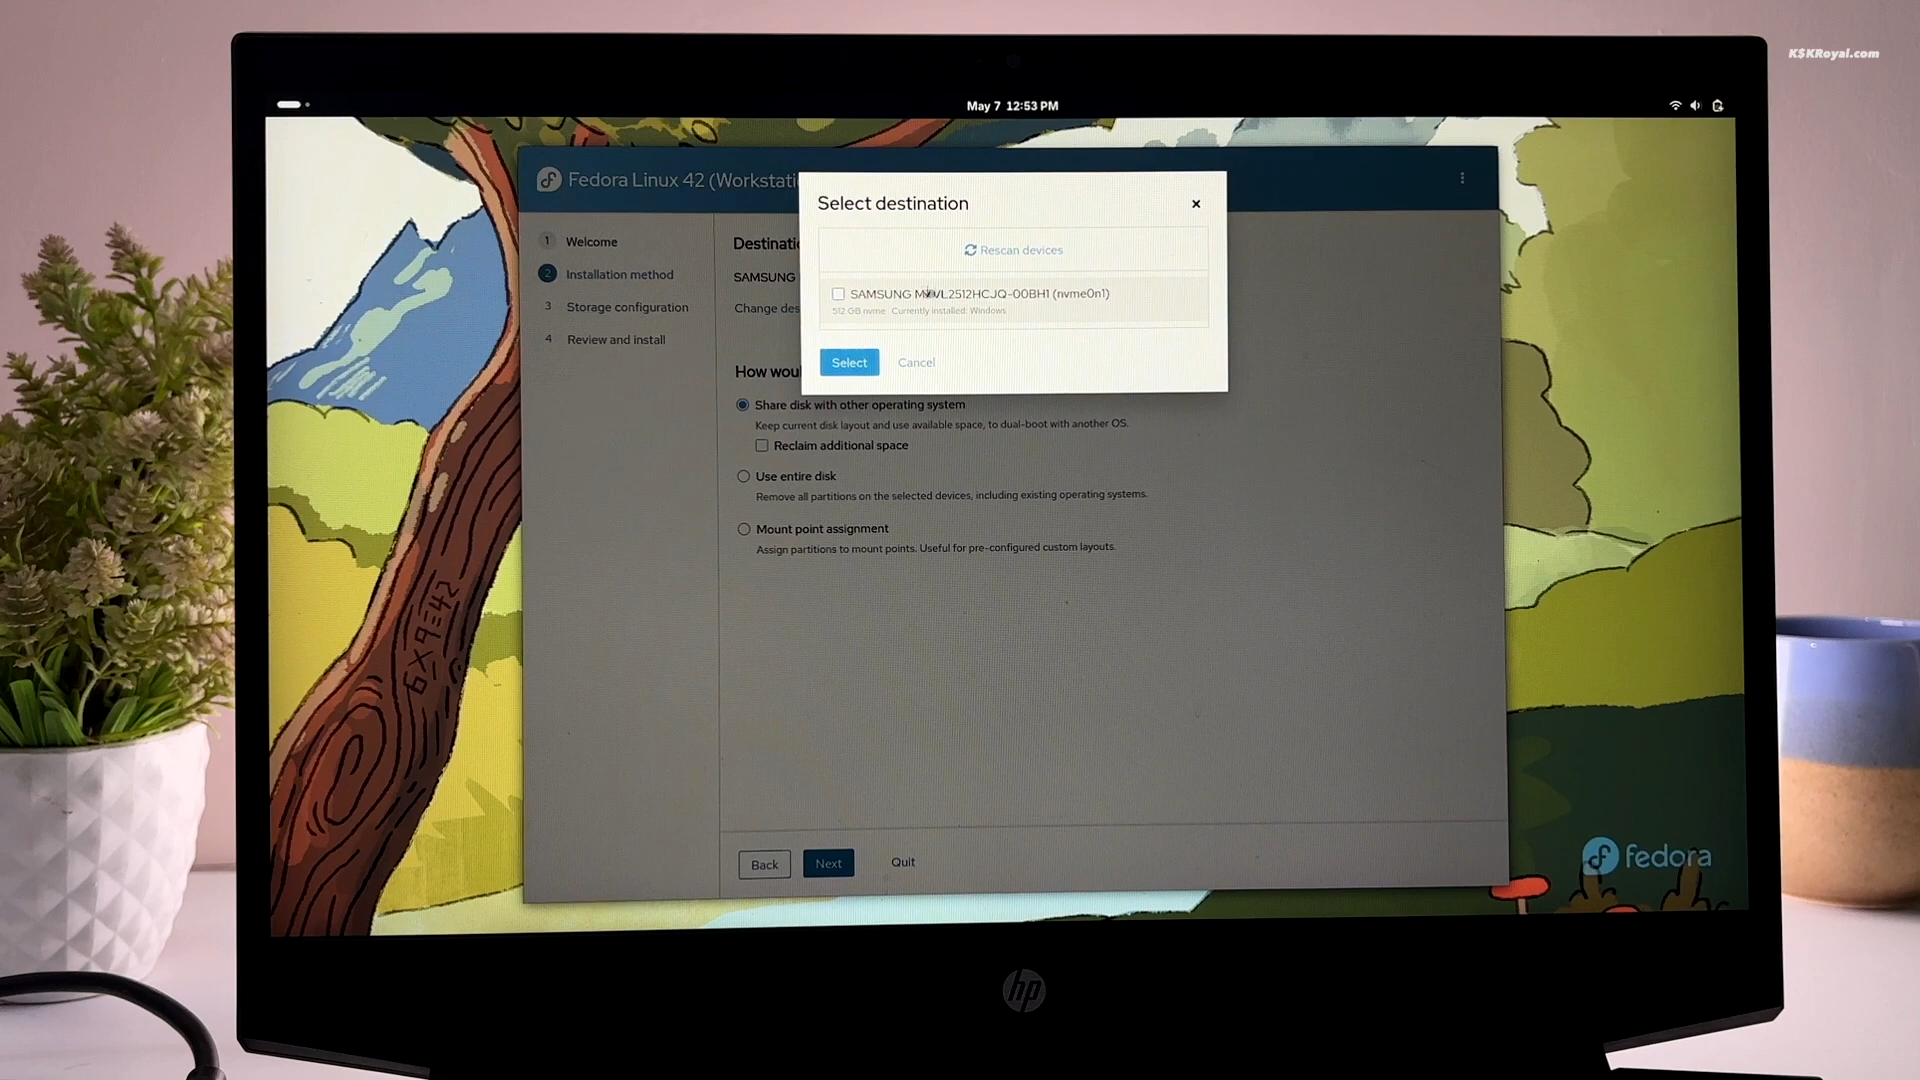 K$KRoyal.com
May 7 12:53 PM
Fedora Linux 42 (Workstati
Select destination
Rescan devices
SAMSUNG MVL2512HCJQ-00BH1 (nvme0n1)
512 GB nvme Currently installed: Windows
Select
Cancel
1 Welcome
2 Installation method
3 Storage configuration
4 Review and install
Destinatio
SAMSUNG
Change des
How woul
Share disk with other operating system
Keep current disk layout and use available space, to dual-boot with another OS.
Reclaim additional space
Use entire disk
Remove all partitions on the selected devices, including existing operating systems.
Mount point assignment
Assign partitions to mount points. Useful for pre-configured custom layouts.
Back
Next
Quit
6x9=42
fedora
hp